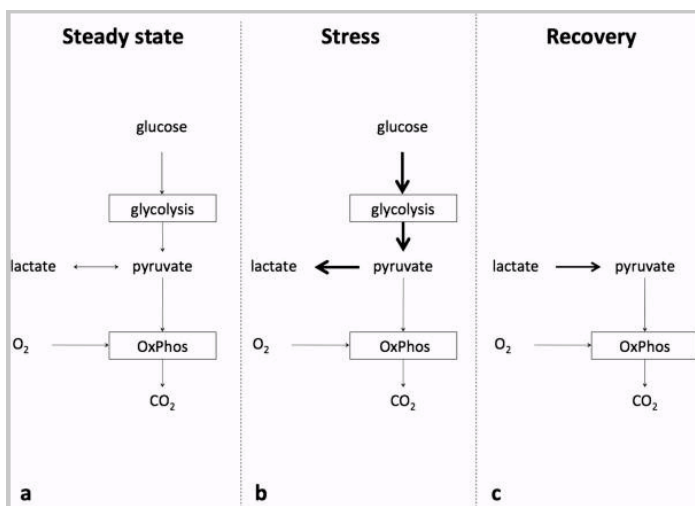 Steady state
glucose
glycolysis
lactate pyruvate
O₂ OxPhos
CO₂
a
Stress
glucose
glycolysis
lactate pyruvate
O₂ OxPhos
CO₂
b
Recovery
lactate pyruvate
O₂ OxPhos
CO₂
c